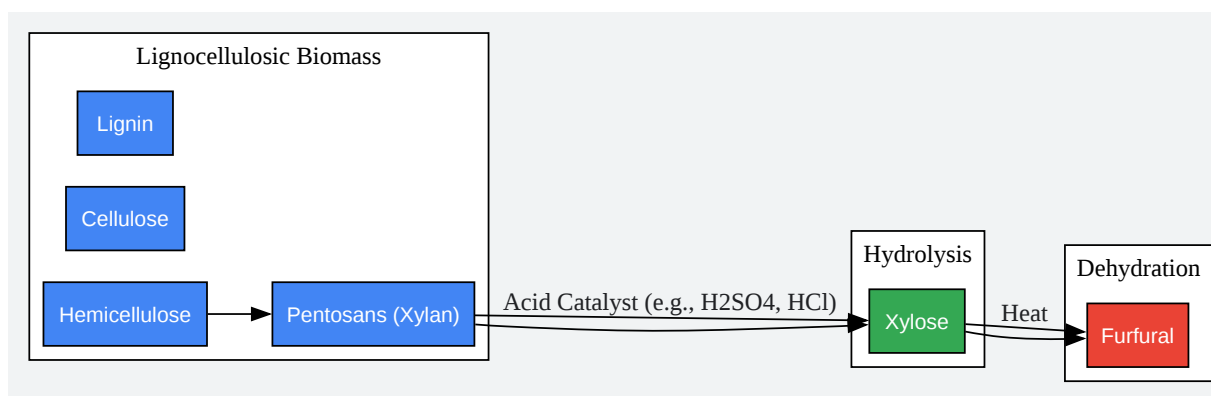 Lignocellulosic Biomass
Lignin
Cellulose
Hemicellulose
Pentosans (Xylan)
Acid Catalyst (e.g., H2SO4, HCl)
Hydrolysis
Xylose
Heat
Dehydration
Furfural